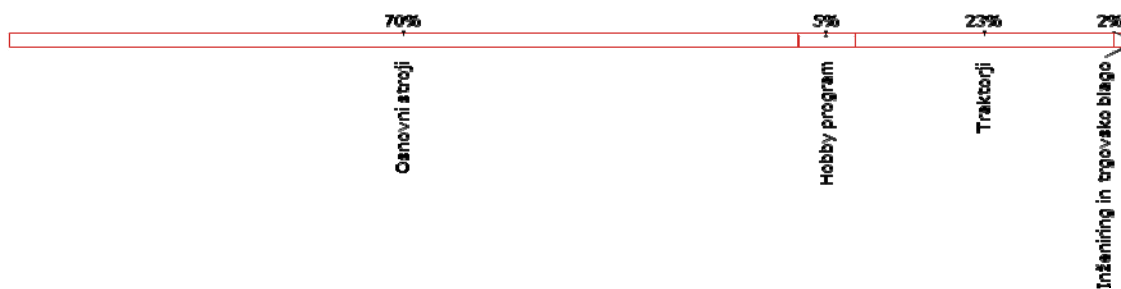 70% 5% 23% 2%
Osnovni stroji
Hobby program
Traktorji
Inženiring in trgovsko blago